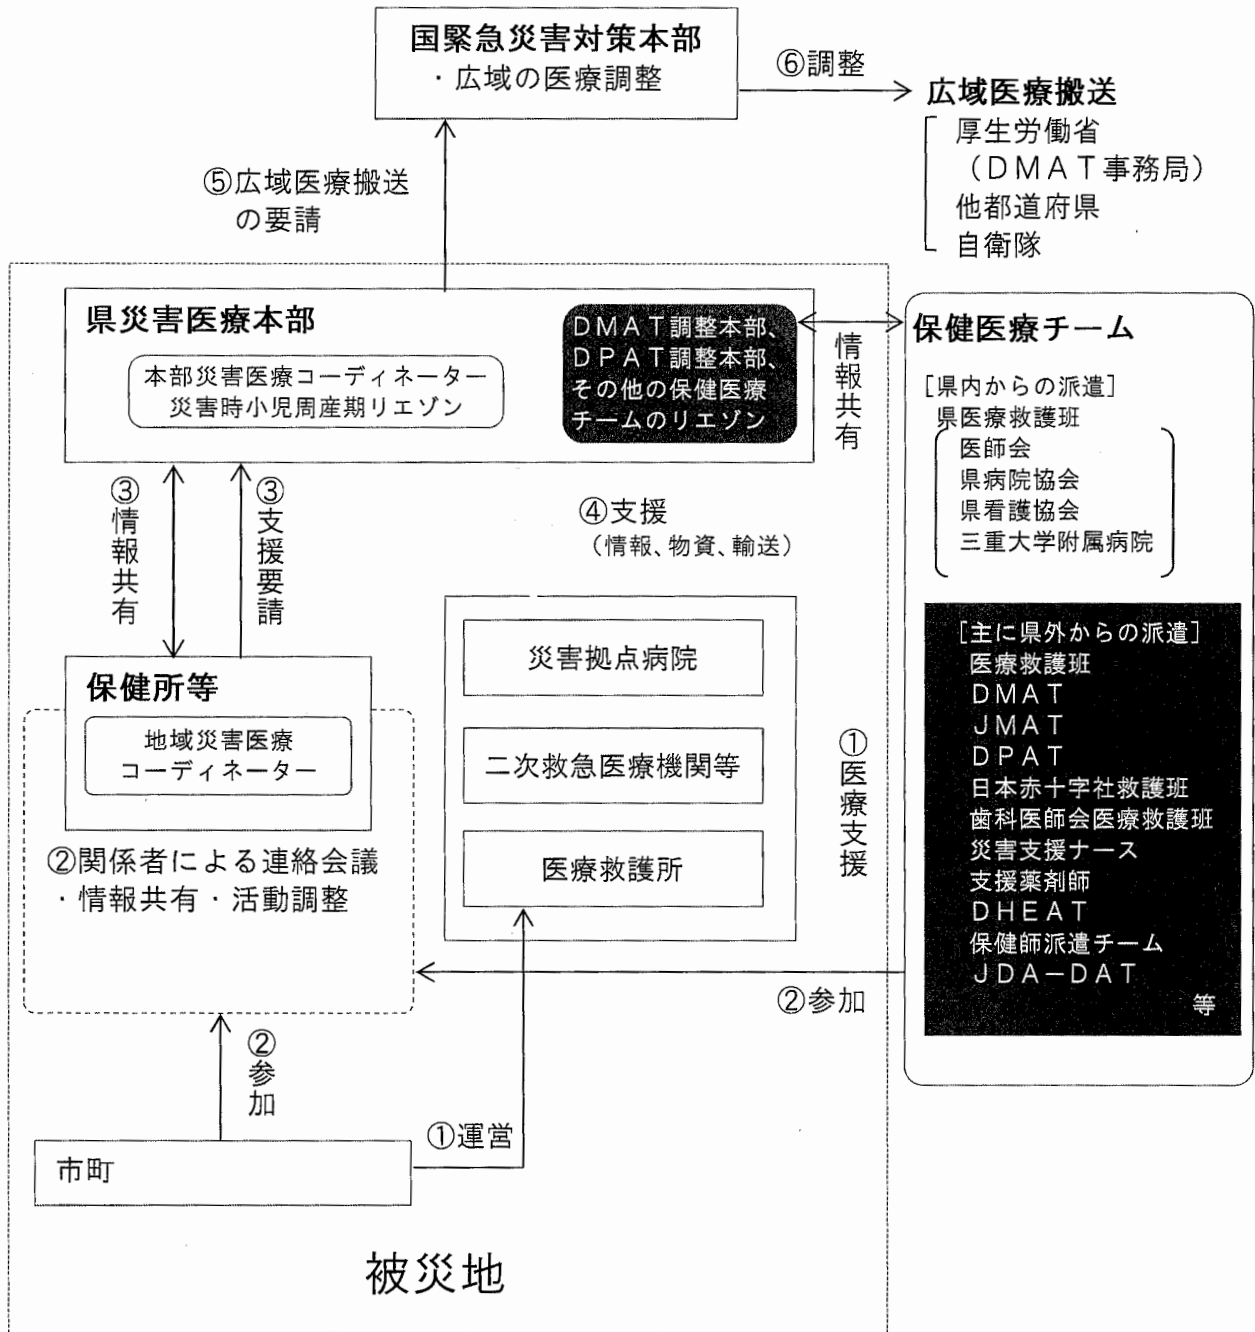 国緊急災害対策本部
・広域の医療調整
⑥調整
広域医療搬送
厚生労働省
（DMAT事務局）
他都道府県
自衛隊
⑤広域医療搬送
の要請
県災害医療本部
本部災害医療コーディネーター
災害時小児周産期リエゾン
DMAT調整本部、
DPAT調整本部、
その他の保健医療
チームのリエゾン
情報共有
保健医療チーム
［県内からの派遣］
県医療救護班
医師会
県病院協会
県看護協会
三重大学附属病院
［主に県外からの派遣］
医療救護班
DMAT
JMAT
DPAT
日本赤十字社救護班
歯科医師会医療救護班
災害支援ナース
支援薬剤師
DHEAT
保健師派遣チーム
JDA－DAT
等
③情報共有
③支援要請
④支援
（情報、物資、輸送）
保健所等
地域災害医療
コーディネーター
②関係者による連絡会議
・情報共有・活動調整
災害拠点病院
二次救急医療機関等
医療救護所
①医療支援
②参加
②参加
①運営
市町
被災地